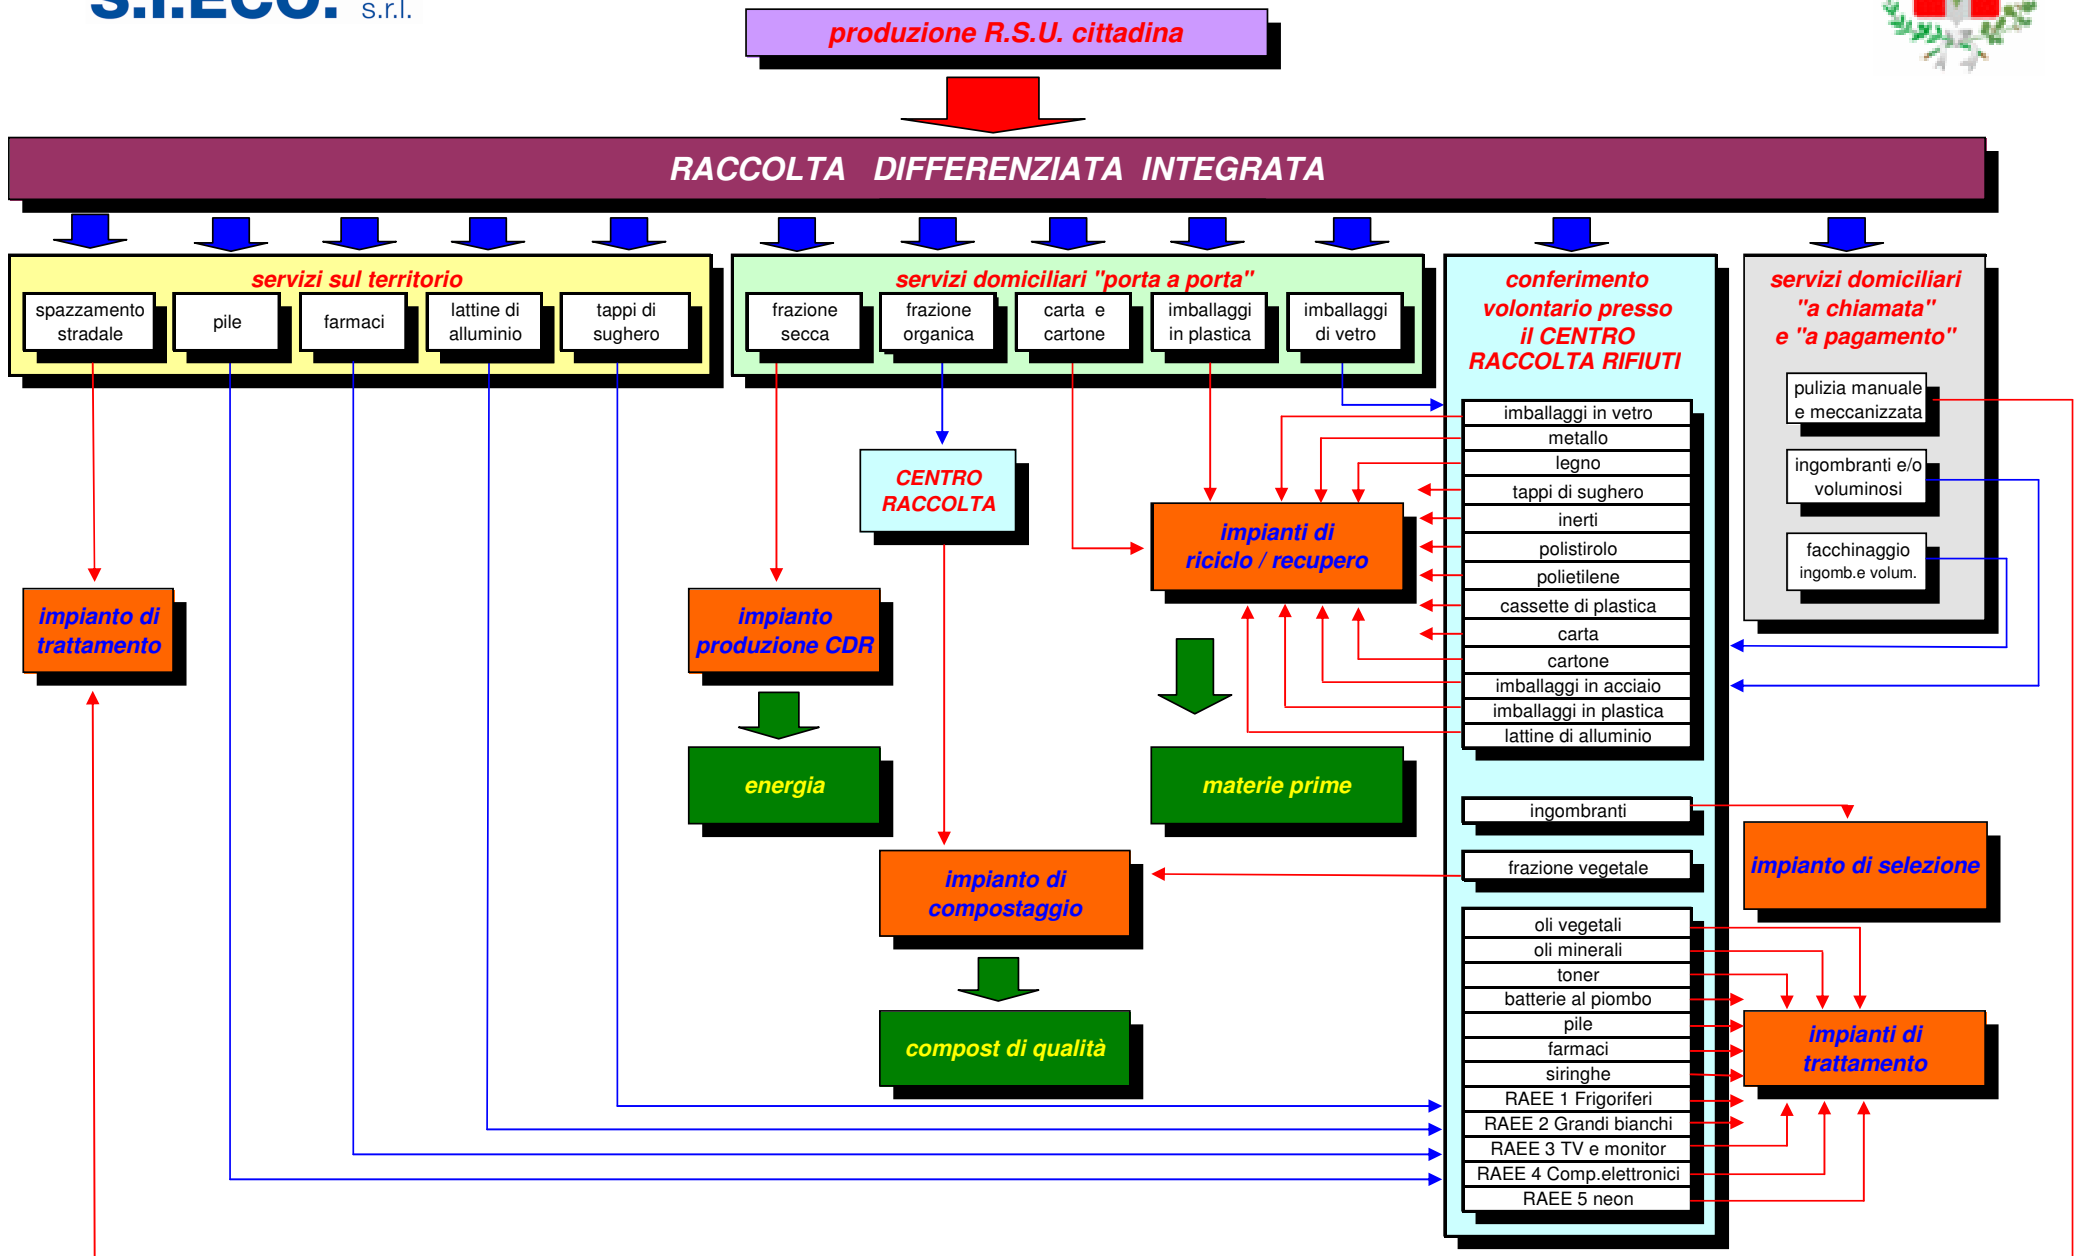 S.I.ECO. s.r.l.
produzione R.S.U. cittadina
RACCOLTA DIFFERENZIATA INTEGRATA
servizi sul territorio
spazzamento
stradale
pile
farmaci
lattine di
alluminio
tappi di
sughero
servizi domiciliari "porta a porta"
frazione
secca
frazione
organica
carta e
cartone
imballaggi
in plastica
imballaggi
di vetro
conferimento
volontario presso
il CENTRO
RACCOLTA RIFIUTI
servizi domiciliari
"a chiamata"
e "a pagamento"
pulizia manuale
e meccanizzata
ingombranti e/o
voluminosi
facchinaggio
ingomb.e volum.
imballaggi in vetro
metallo
legno
tappi di sughero
inerti
polistirolo
polietilene
cassette di plastica
carta
cartone
imballaggi in acciaio
imballaggi in plastica
lattine di alluminio
CENTRO
RACCOLTA
impianti di
riciclo / recupero
impianto di
trattamento
impianto
produzione CDR
energia
materie prime
ingombranti
impianto di selezione
frazione vegetale
impianto di
compostaggio
compost di qualità
oli vegetali
oli minerali
toner
batterie al piombo
pile
farmaci
siringhe
RAEE 1 Frigoriferi
RAEE 2 Grandi bianchi
RAEE 3 TV e monitor
RAEE 4 Comp.elettronici
RAEE 5 neon
impianti di
trattamento